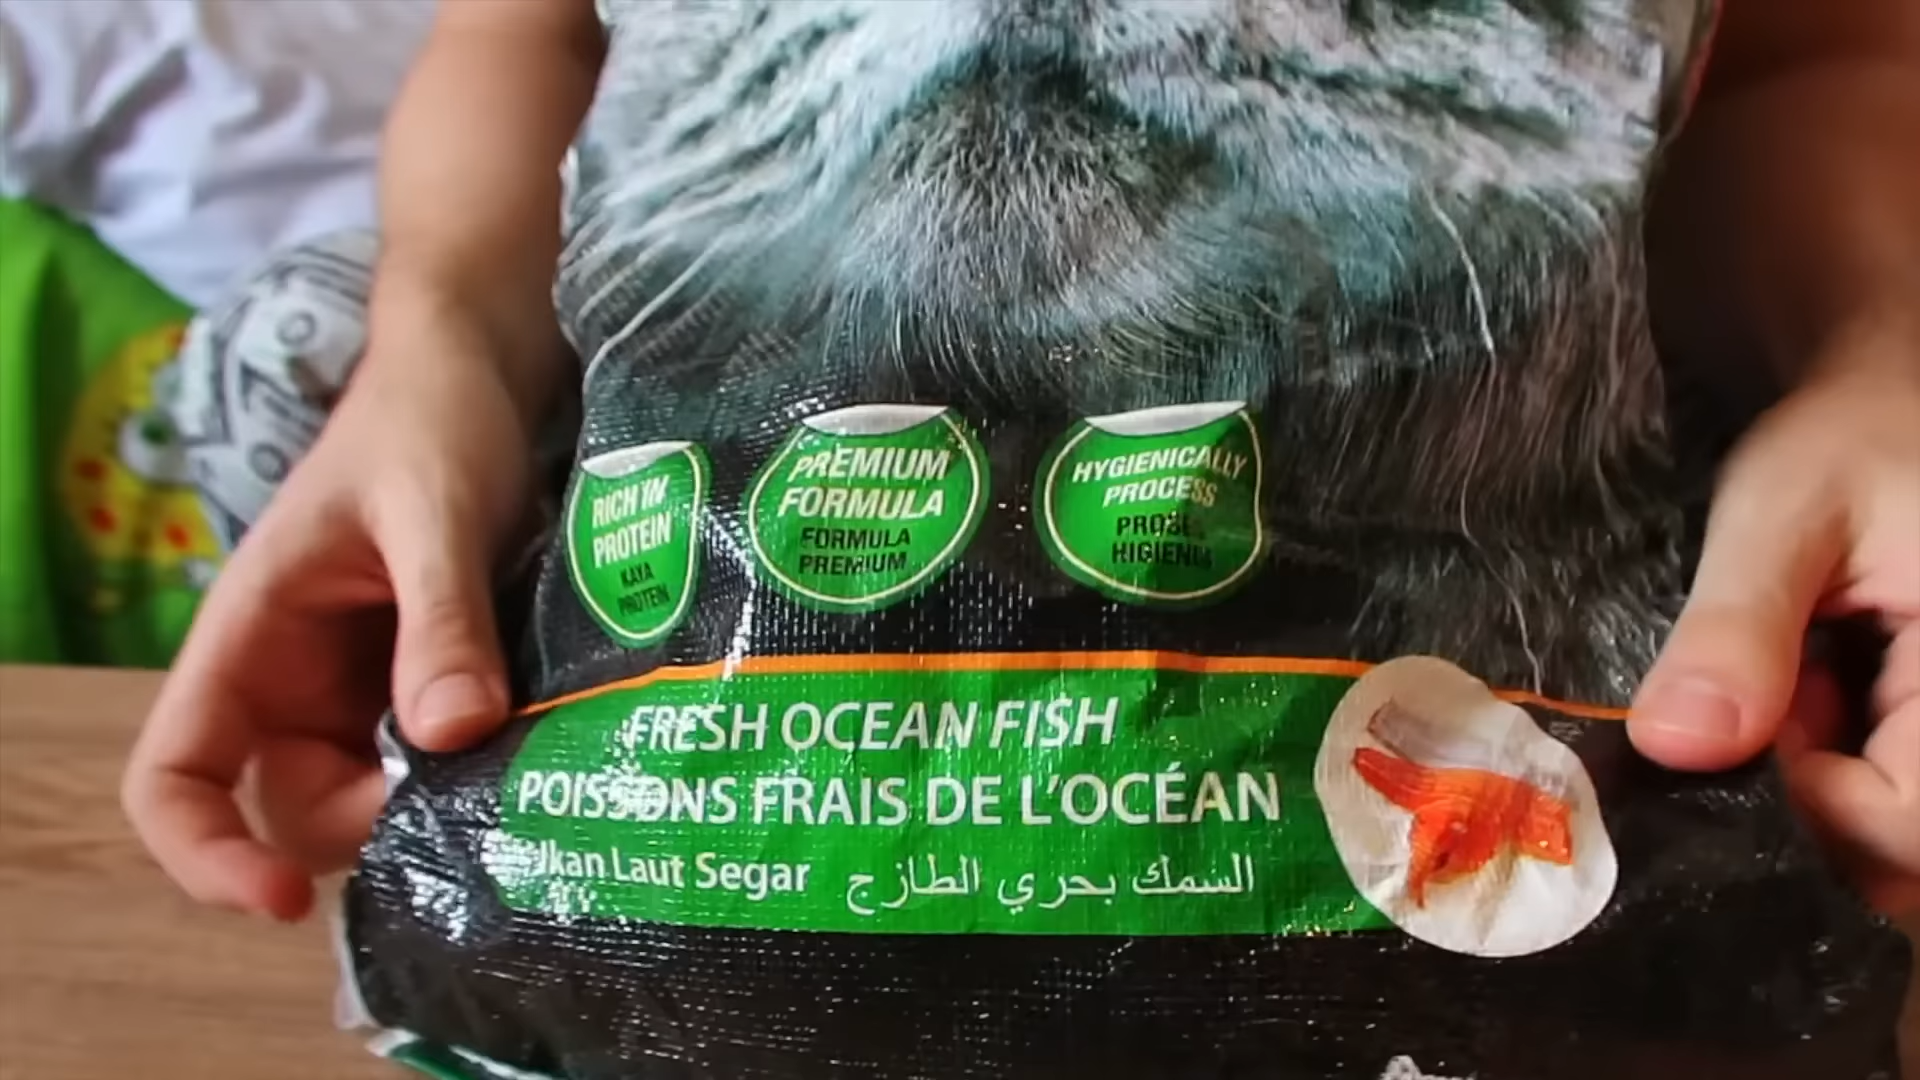 RICH IN
PROTEIN
KAYA
PROTEIN
PREMIUM
FORMULA
FORMULA
PREMIUM
HYGIENICALLY
PROCESS
HIGIENIS
FRESH OCEAN FISH
POISSONS FRAIS DE L'OCÉAN
Ikan Laut Segar
السمك بحري الطازج